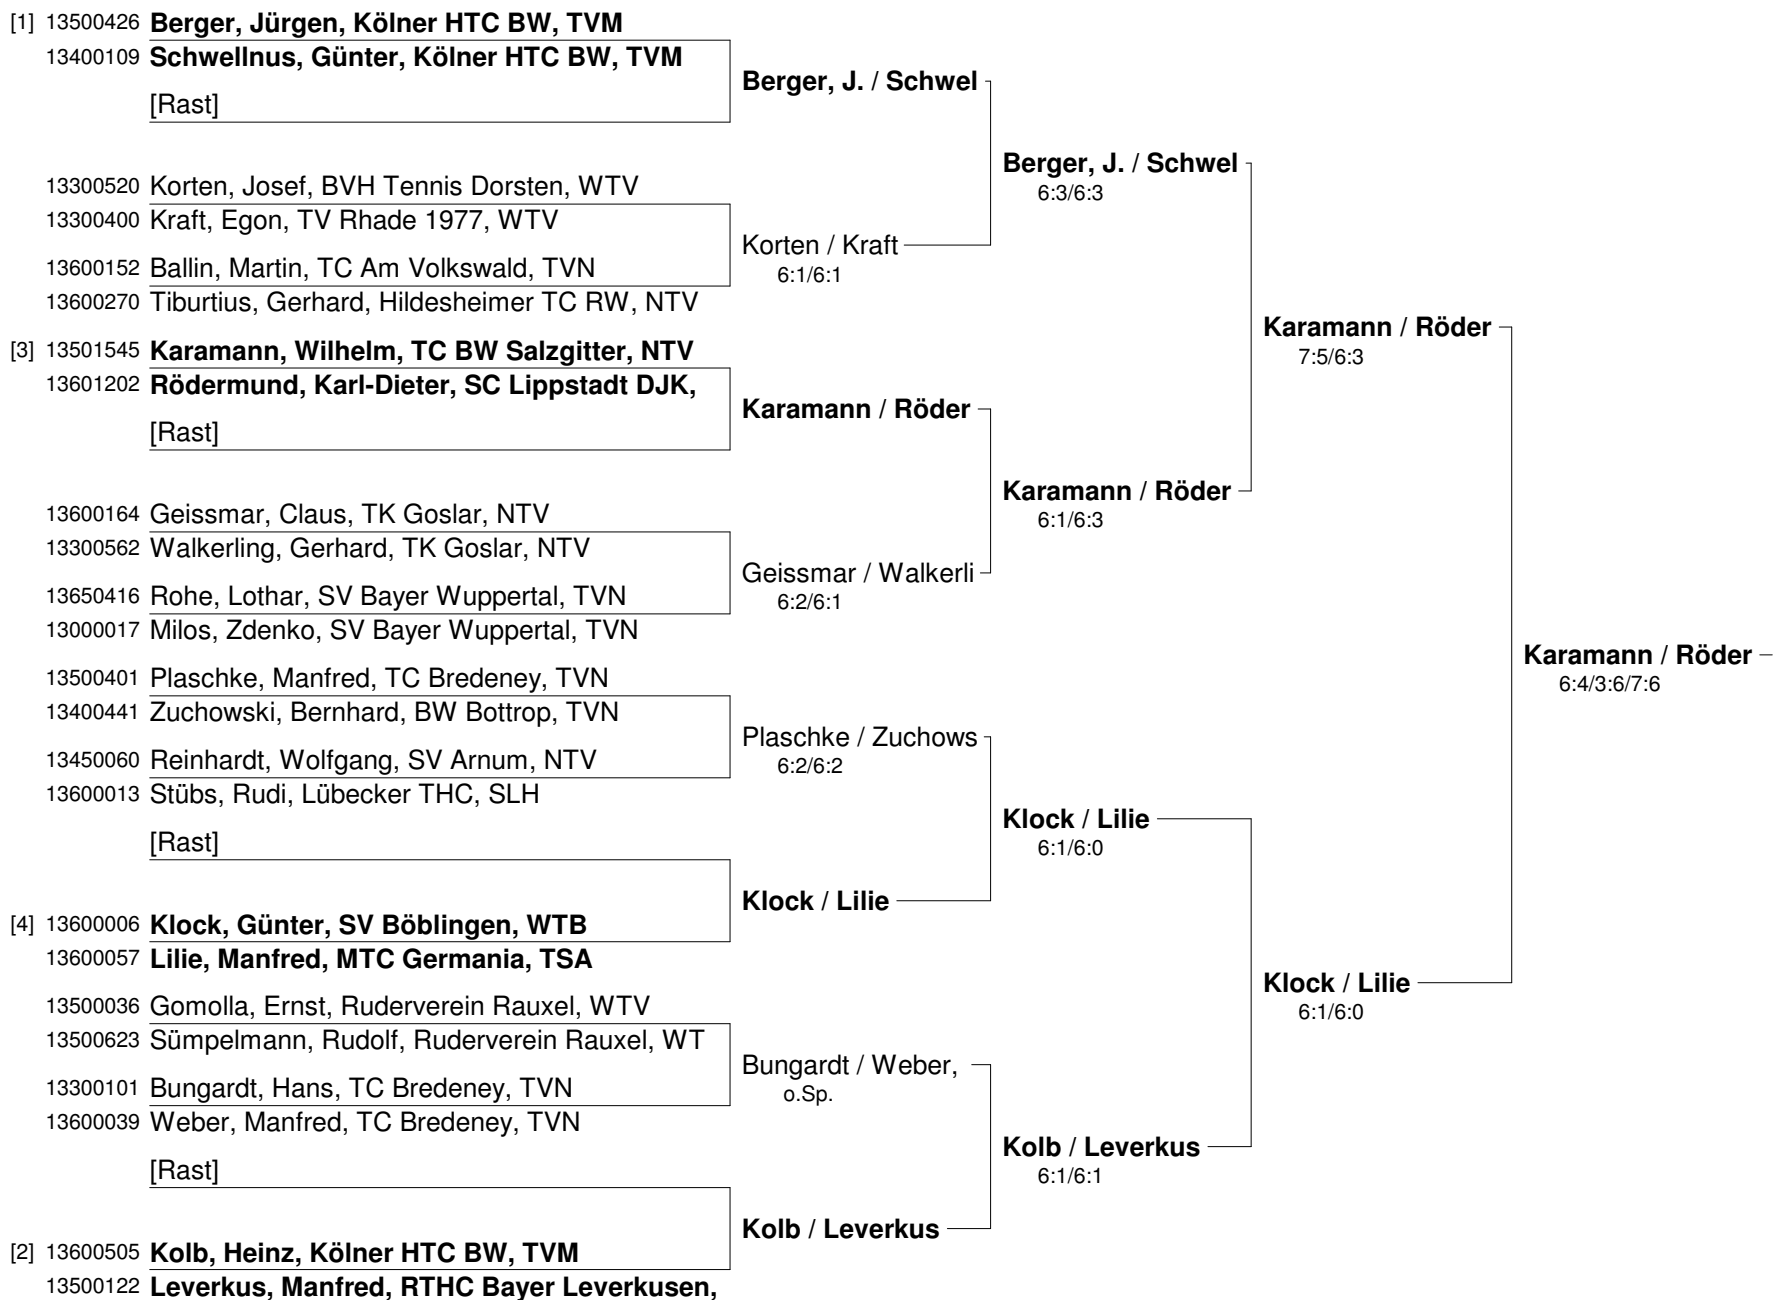 [1] 13500426 Berger, Jürgen, Kölner HTC BW, TVM
13400109 Schwellnus, Günter, Kölner HTC BW, TVM
Berger, J. / Schwel
[Rast]
Berger, J. / Schwel
6:3/6:3
13300520 Korten, Josef, BVH Tennis Dorsten, WTV
13300400 Kraft, Egon, TV Rhade 1977, WTV
Korten / Kraft
6:1/6:1
13600152 Ballin, Martin, TC Am Volkswald, TVN
13600270 Tiburtius, Gerhard, Hildesheimer TC RW, NTV
Karamann / Röder
7:5/6:3
[3] 13501545 Karamann, Wilhelm, TC BW Salzgitter, NTV
13601202 Rödermund, Karl-Dieter, SC Lippstadt DJK,
Karamann / Röder
[Rast]
Karamann / Röder
6:1/6:3
13600164 Geissmar, Claus, TK Goslar, NTV
13300562 Walkerling, Gerhard, TK Goslar, NTV
Geissmar / Walkerli
6:2/6:1
13650416 Rohe, Lothar, SV Bayer Wuppertal, TVN
13000017 Milos, Zdenko, SV Bayer Wuppertal, TVN
Karamann / Röder
6:4/3:6/7:6
13500401 Plaschke, Manfred, TC Bredeney, TVN
13400441 Zuchowski, Bernhard, BW Bottrop, TVN
Plaschke / Zuchows
6:2/6:2
13450060 Reinhardt, Wolfgang, SV Arnum, NTV
13600013 Stübs, Rudi, Lübecker THC, SLH
Klock / Lilie
6:1/6:0
[Rast]
Klock / Lilie
[4] 13600006 Klock, Günter, SV Böblingen, WTB
13600057 Lilie, Manfred, MTC Germania, TSA
Klock / Lilie
6:1/6:0
13500036 Gomolla, Ernst, Ruderverein Rauxel, WTV
13500623 Sümpelmann, Rudolf, Ruderverein Rauxel, WT
Bungardt / Weber,
o.Sp.
13300101 Bungardt, Hans, TC Bredeney, TVN
13600039 Weber, Manfred, TC Bredeney, TVN
Kolb / Leverkus
6:1/6:1
[Rast]
Kolb / Leverkus
[2] 13600505 Kolb, Heinz, Kölner HTC BW, TVM
13500122 Leverkus, Manfred, RTHC Bayer Leverkusen,